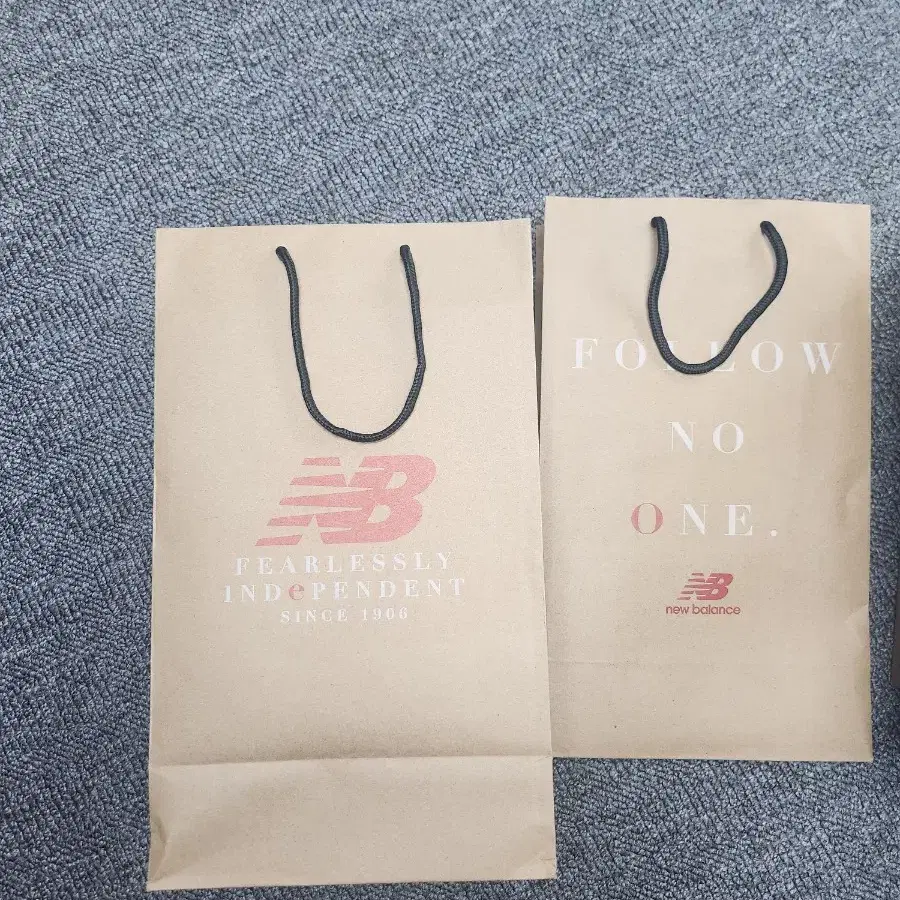 NB
FEARLESSLY
INDePENDENT
SINCE 1906
FOLLOW
NO
ONE.
NB
new balance